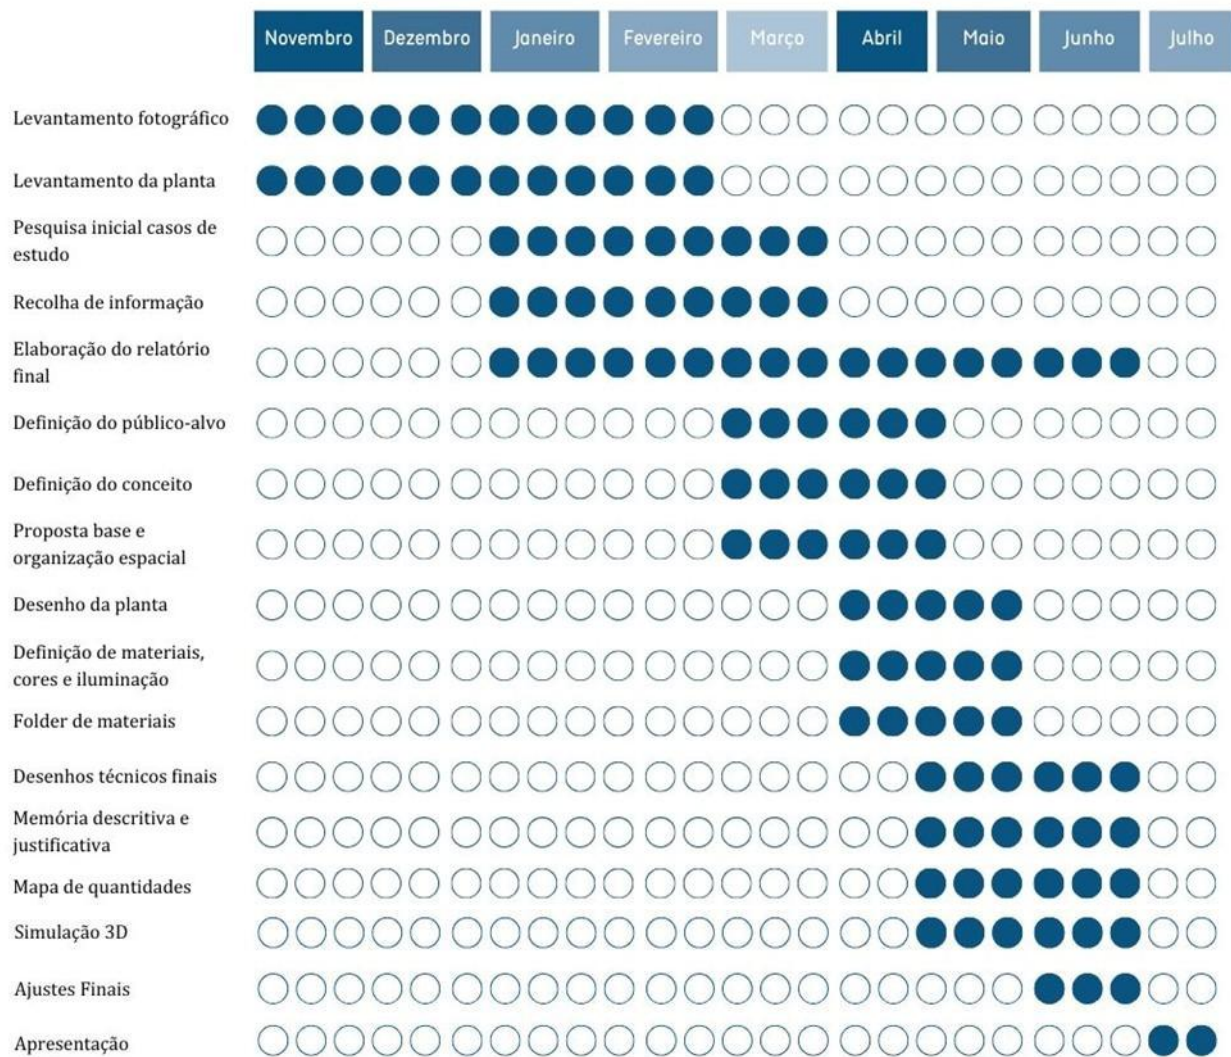 Novembro Dezembro Janeiro Fevereiro Março Abril Maio Junho Julho
Levantamento fotográfico
Levantamento da planta
Pesquisa inicial casos de
estudo
Recolha de informação
Elaboração do relatório
final
Definição do público-alvo
Definição do conceito
Proposta base e
organização espacial
Desenho da planta
Definição de materiais,
cores e iluminação
Folder de materiais
Desenhos técnicos finais
Memória descritiva e
justificativa
Mapa de quantidades
Simulação 3D
Ajustes Finais
Apresentação